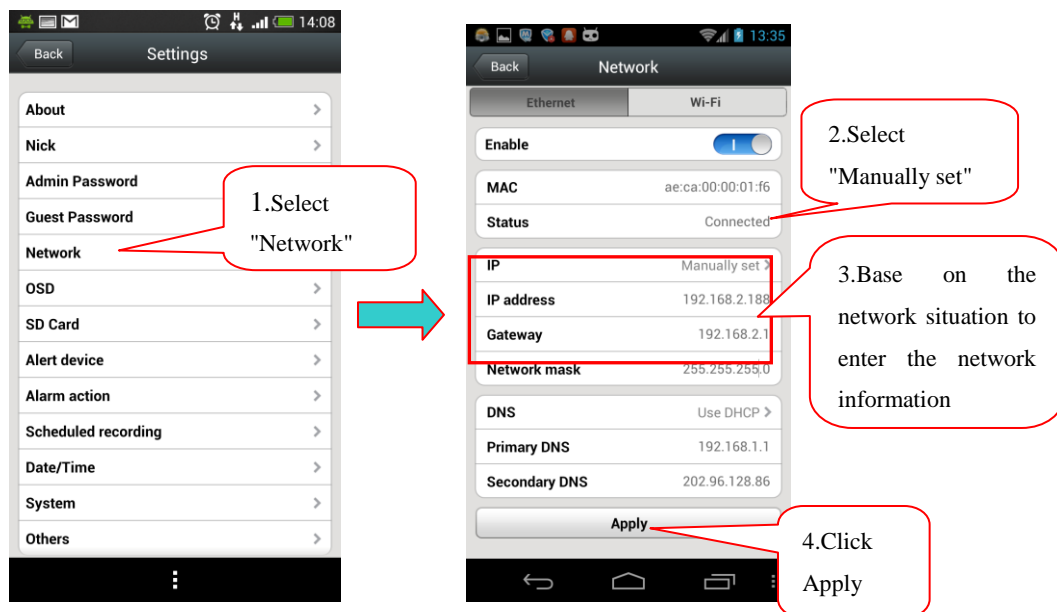 14:08
Back Settings
About
Nick
Admin Password
Guest Password
Network
OSD
SD Card
Alert device
Alarm action
Scheduled recording
Date/Time
System
Others
1.Select
"Network"
13:35
Back Network
Ethernet Wi-Fi
Enable
MAC ae:ca:00:00:01:f6
Status Connected
IP Manually set
IP address 192.168.2.188
Gateway 192.168.2.1
Network mask 255.255.255.0
DNS Use DHCP
Primary DNS 192.168.1.1
Secondary DNS 202.96.128.86
Apply
2.Select
"Manually set"
3.Base on the
network situation to
enter the network
information
4.Click
Apply